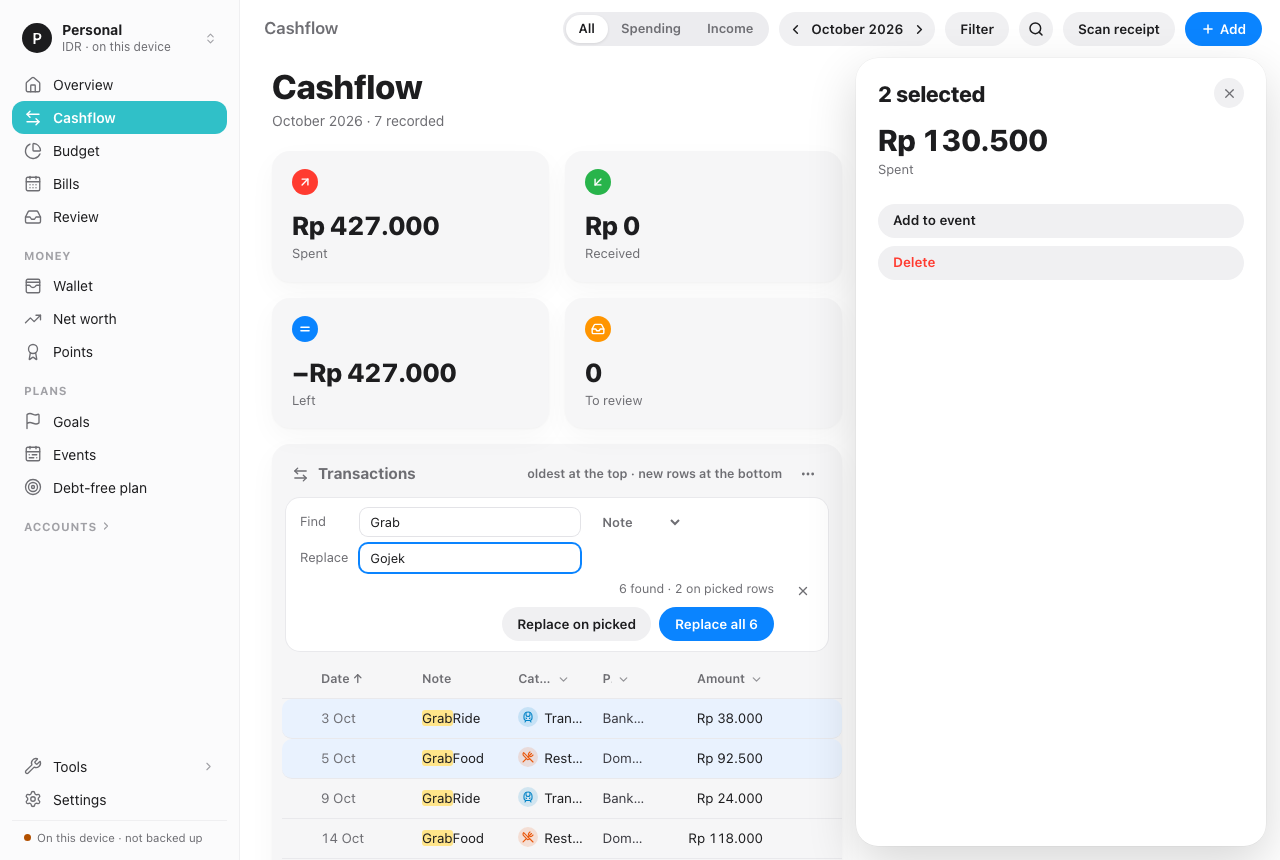 P
Personal
IDR · on this device
Overview
Cashflow
Budget
Bills
Review
MONEY
Wallet
Net worth
Points
PLANS
Goals
Events
Debt-free plan
ACCOUNTS
Tools
Settings
On this device · not backed up
Cashflow
All
Spending
Income
October 2026
Filter
Scan receipt
Add
Cashflow
October 2026 · 7 recorded
Rp 427.000
Spent
Rp 0
Received
−Rp 427.000
Left
0
To review
Transactions
oldest at the top · new rows at the bottom
Find
Grab
Note
Replace
Gojek
6 found · 2 on picked rows
Replace on picked
Replace all 6
Date ↑
Note
Cat...
P
Amount
3 Oct
GrabRide
Tran...
Bank...
Rp 38.000
5 Oct
GrabFood
Rest...
Dom...
Rp 92.500
9 Oct
GrabRide
Tran...
Bank...
Rp 24.000
14 Oct
GrabFood
Rest...
Dom...
Rp 118.000
2 selected
Rp 130.500
Spent
Add to event
Delete